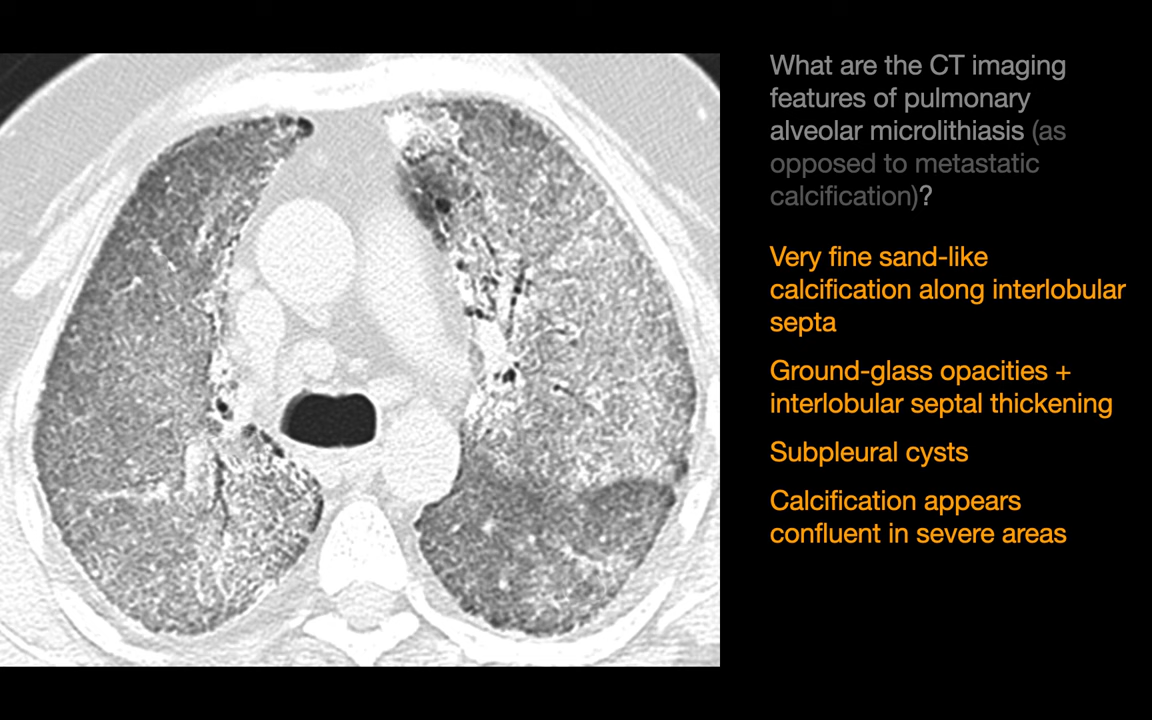 What are the CT imaging
features of pulmonary
alveolar microlithiasis (as
opposed to metastatic
calcification)?
Very fine sand-like
calcification along interlobular
septa
Ground-glass opacities +
interlobular septal thickening
Subpleural cysts
Calcification appears
confluent in severe areas